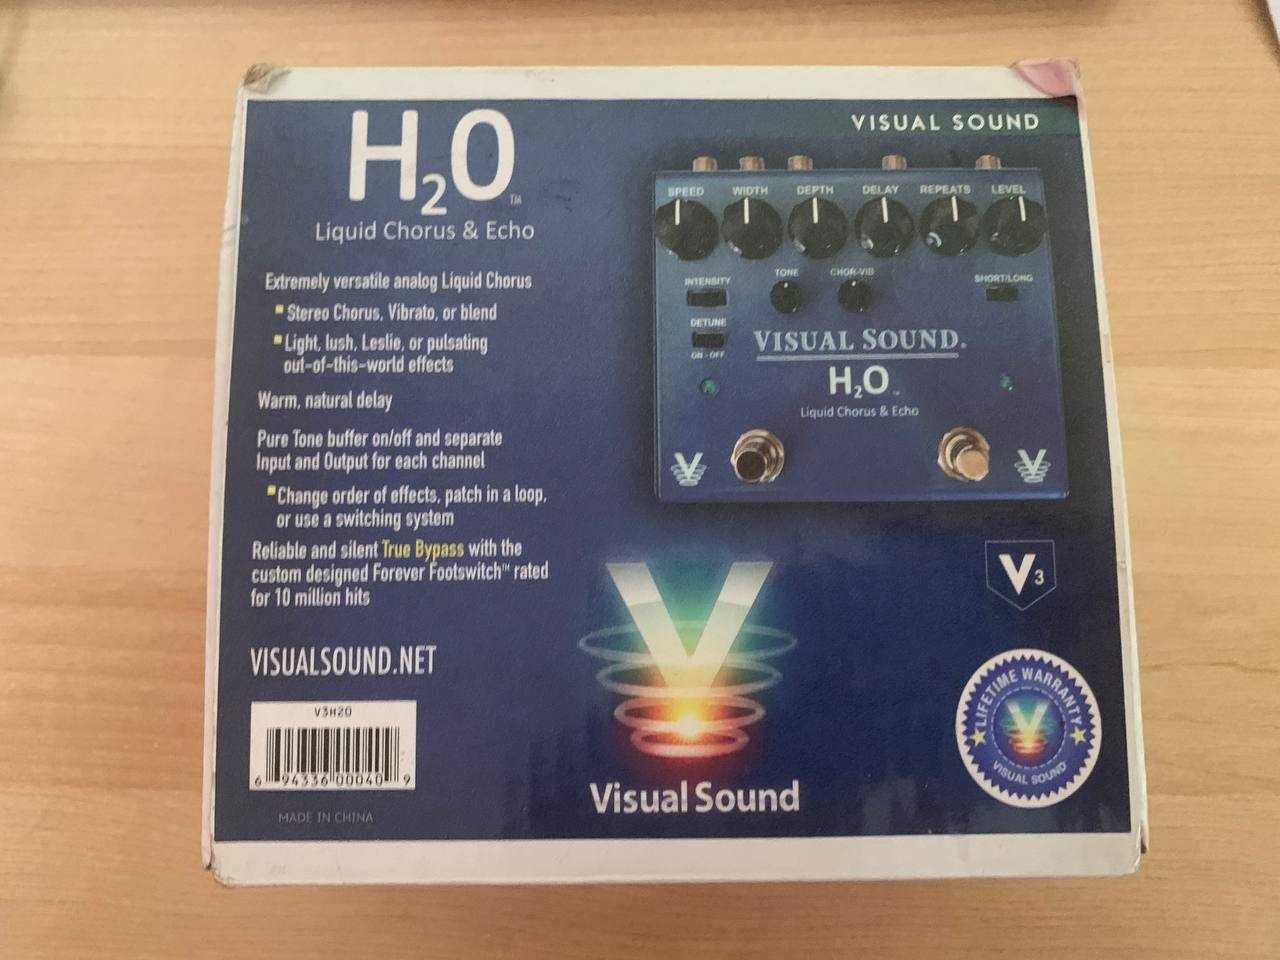 H₂O™
Liquid Chorus & Echo
Extremely versatile analog Liquid Chorus
Stereo Chorus, Vibrato, or blend
Light, lush, Leslie, or pulsating
out-of-this-world effects
Warm, natural delay
Pure Tone buffer on/off and separate
Input and Output for each channel
Change order of effects, patch in a loop,
or use a switching system
Reliable and silent True Bypass with the
custom designed Forever Footswitch™ rated
for 10 million hits
VISUALSOUND.NET
V3H2O
6 94336 00040 9
MADE IN CHINA
VISUAL SOUND
SPEED WIDTH DEPTH DELAY REPEATS LEVEL
INTENSITY TONE CHOR-VIB SHORT/LONG
DETUNE
ON - OFF
VISUAL SOUND.
H₂O™
Liquid Chorus & Echo
V3
Visual Sound
LIFETIME WARRANTY
VISUAL SOUND